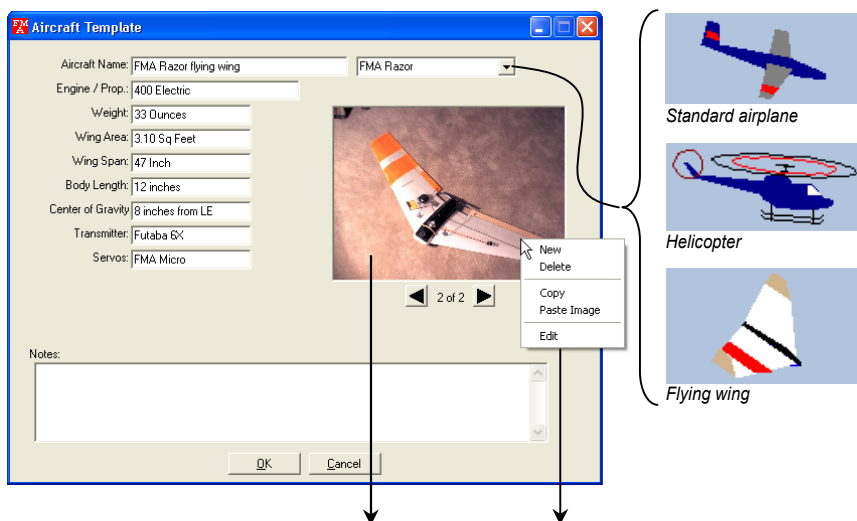 FMA Aircraft Template
Aircraft Name: FMA Razor flying wing FMA Razor
Engine / Prop.: 400 Electric
Weight: 33 Ounces
Wing Area: 3.10 Sq Feet
Wing Span: 47 Inch
Body Length: 12 inches
Center of Gravity 8 inches from LE
Transmitter: Futaba 6X
Servos: FMA Micro
2 of 2
New
Delete
Copy
Paste Image
Edit
Notes:
OK Cancel
Standard airplane
Helicopter
Flying wing